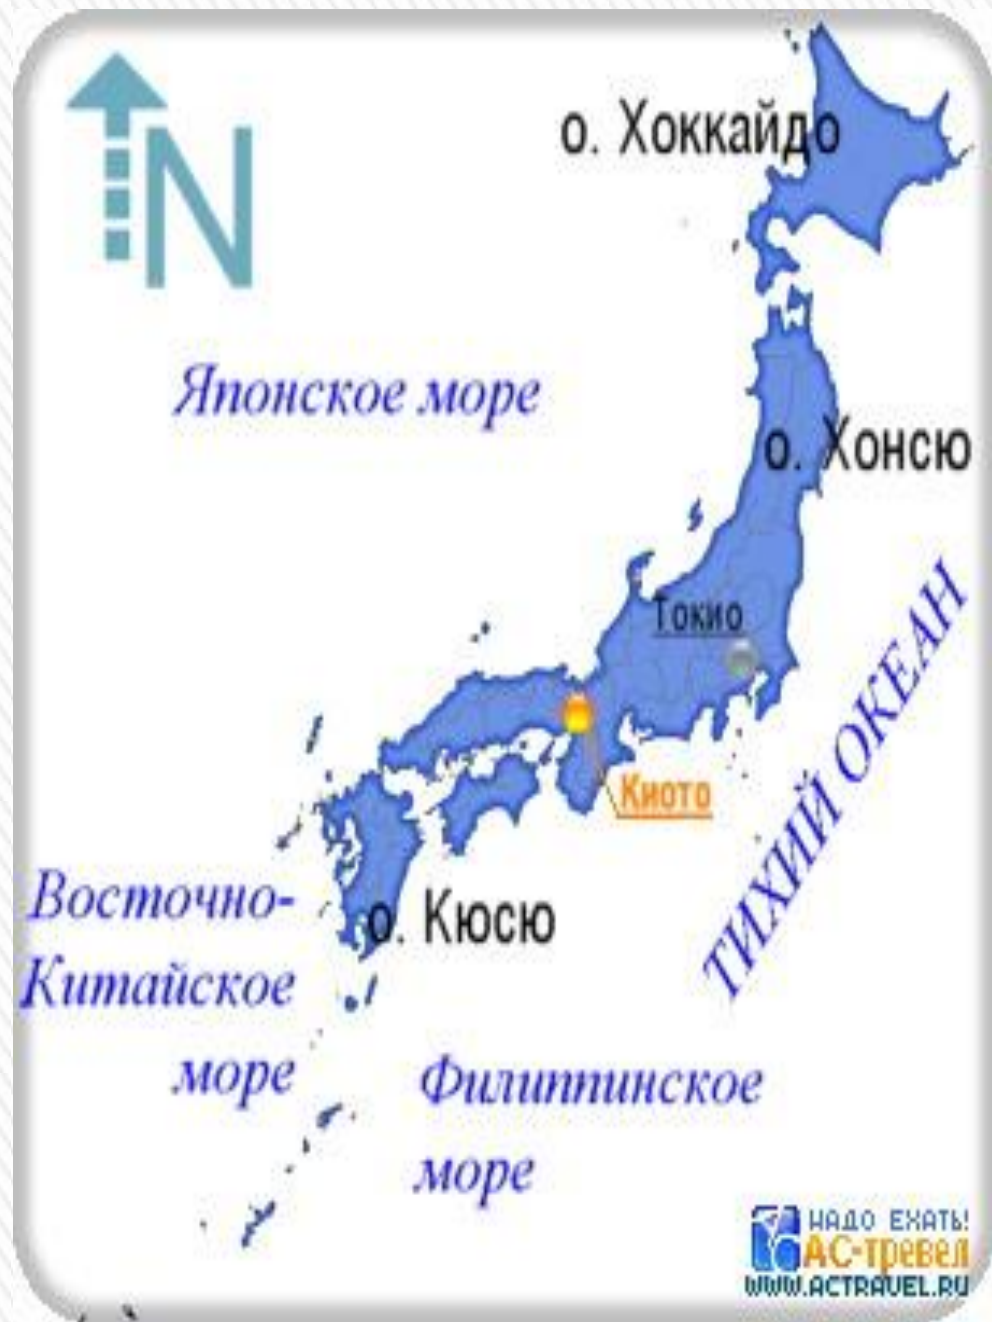 N
о. Хоккайдо
Японское море
о. Хонсю
Токио
Киото
ТИХИЙ ОКЕАН
Восточно-
Китайское
море
о. Кюсю
Филиппинское
море
НАДО ЕХАТЬ!
АС-тревел
WWW.ACTRAVEL.RU